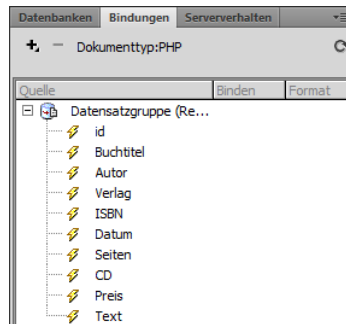 Datenbanken Bindungen Serververhalten
Dokumenttyp:PHP
Quelle Binden Format
Datensatzgruppe (Re...
id
Buchtitel
Autor
Verlag
ISBN
Datum
Seiten
CD
Preis
Text